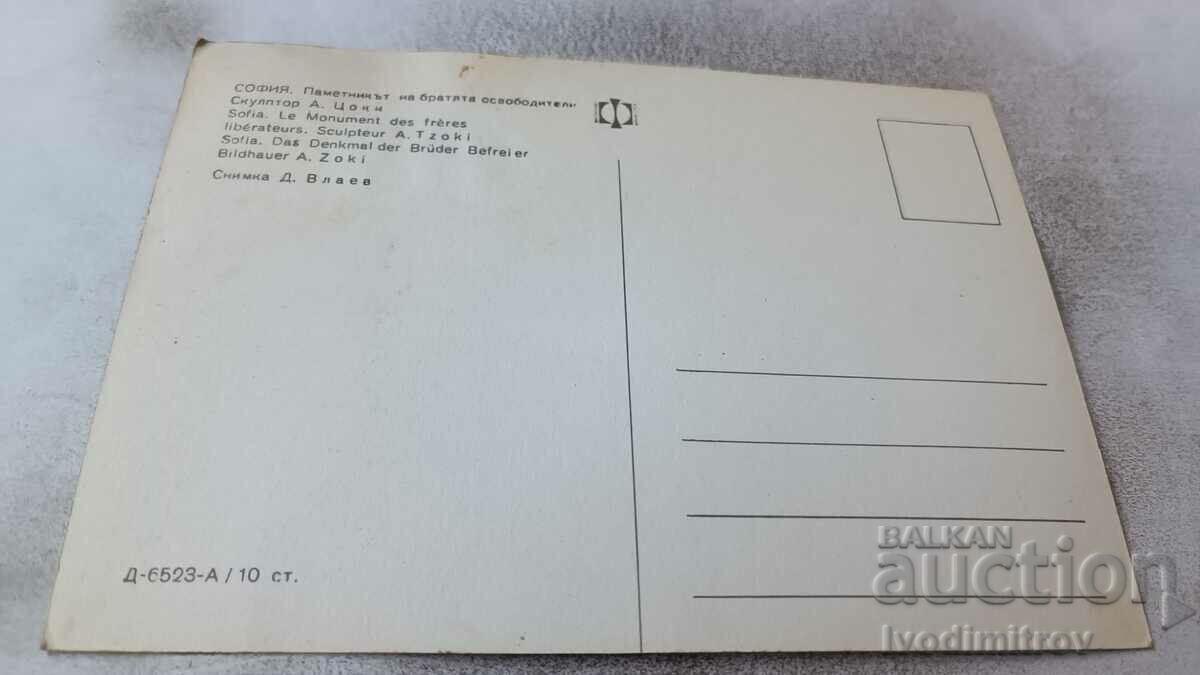 СОФИЯ. Паметникът на братята освободители
Скулптор А. Цоки
Sofia. Le Monument des frères
libérateurs. Sculpteur A. Tzoki
Sofia. Das Denkmal der Brüder Befreier
Bildhauer A. Zoki
Снимка Д. Влаев
Д-6523-А / 10 ст.
BALKAN
auction
Ivodimitrov